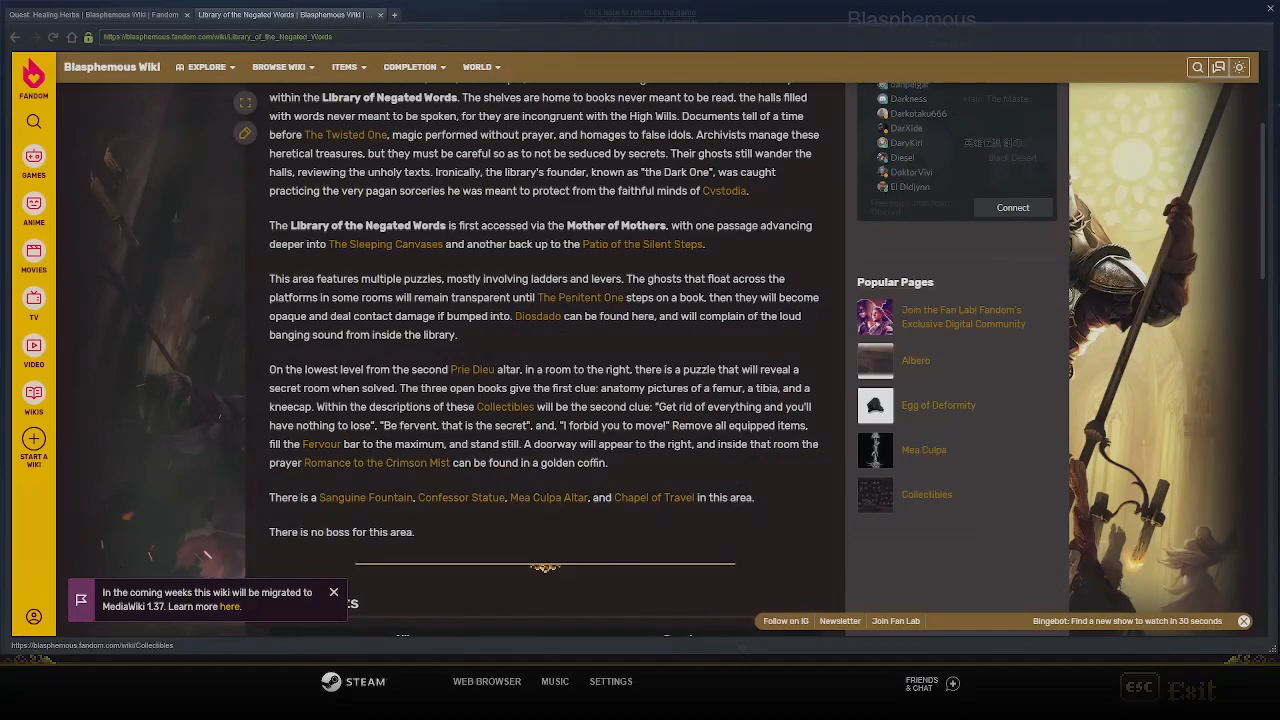 Click here to return to the game
Blasphemous
Quest: Healing Herbs | Blasphemous Wiki | Fandom
Library of the Negated Words | Blasphemous Wiki | ...
https://blasphemous.fandom.com/wiki/Library_of_the_Negated_Words
FANDOM
GAMES
ANIME
MOVIES
TV
VIDEO
WIKIS
START A
WIKI
Blasphemous Wiki
EXPLORE
BROWSE WIKI
ITEMS
COMPLETION
WORLD
within the Library of Negated Words. The shelves are home to books never meant to be read, the halls filled
with words never meant to be spoken, for they are incongruent with the High Wills. Documents tell of a time
before The Twisted One, magic performed without prayer, and homages to false idols. Archivists manage these
heretical treasures, but they must be careful so as to not be seduced by secrets. Their ghosts still wander the
halls, reviewing the unholy texts. Ironically, the library's founder, known as "the Dark One", was caught
practicing the very pagan sorceries he was meant to protect from the faithful minds of Cvstodia.
The Library of the Negated Words is first accessed via the Mother of Mothers, with one passage advancing
deeper into The Sleeping Canvases and another back up to the Patio of the Silent Steps.
This area features multiple puzzles, mostly involving ladders and levers. The ghosts that float across the
platforms in some rooms will remain transparent until The Penitent One steps on a book, then they will become
opaque and deal contact damage if bumped into. Diosdado can be found here, and will complain of the loud
banging sound from inside the library.
On the lowest level from the second Prie Dieu altar, in a room to the right, there is a puzzle that will reveal a
secret room when solved. The three open books give the first clue: anatomy pictures of a femur, a tibia, and a
kneecap. Within the descriptions of these Collectibles will be the second clue: "Get rid of everything and you'll
have nothing to lose", "Be fervent, that is the secret", and, "I forbid you to move!" Remove all equipped items,
fill the Fervour bar to the maximum, and stand still. A doorway will appear to the right, and inside that room the
prayer Romance to the Crimson Mist can be found in a golden coffin.
There is a Sanguine Fountain, Confessor Statue, Mea Culpa Altar, and Chapel of Travel in this area.
There is no boss for this area.
Darkness
Darkotaku666
DarXide
DaryKiri
Diesel
Black Desert
DoktorVivi
El Didjynn
Connect
Popular Pages
Join the Fan Lab! Fandom's
Exclusive Digital Community
Albero
Egg of Deformity
Mea Culpa
Collectibles
In the coming weeks this wiki will be migrated to
MediaWiki 1.37. Learn more here.
Follow on IG
Newsletter
Join Fan Lab
Bingebot: Find a new show to watch in 30 seconds
https://blasphemous.fandom.com/wiki/Collectibles
STEAM
WEB BROWSER
MUSIC
SETTINGS
FRIENDS
& CHAT
ESC
Exit